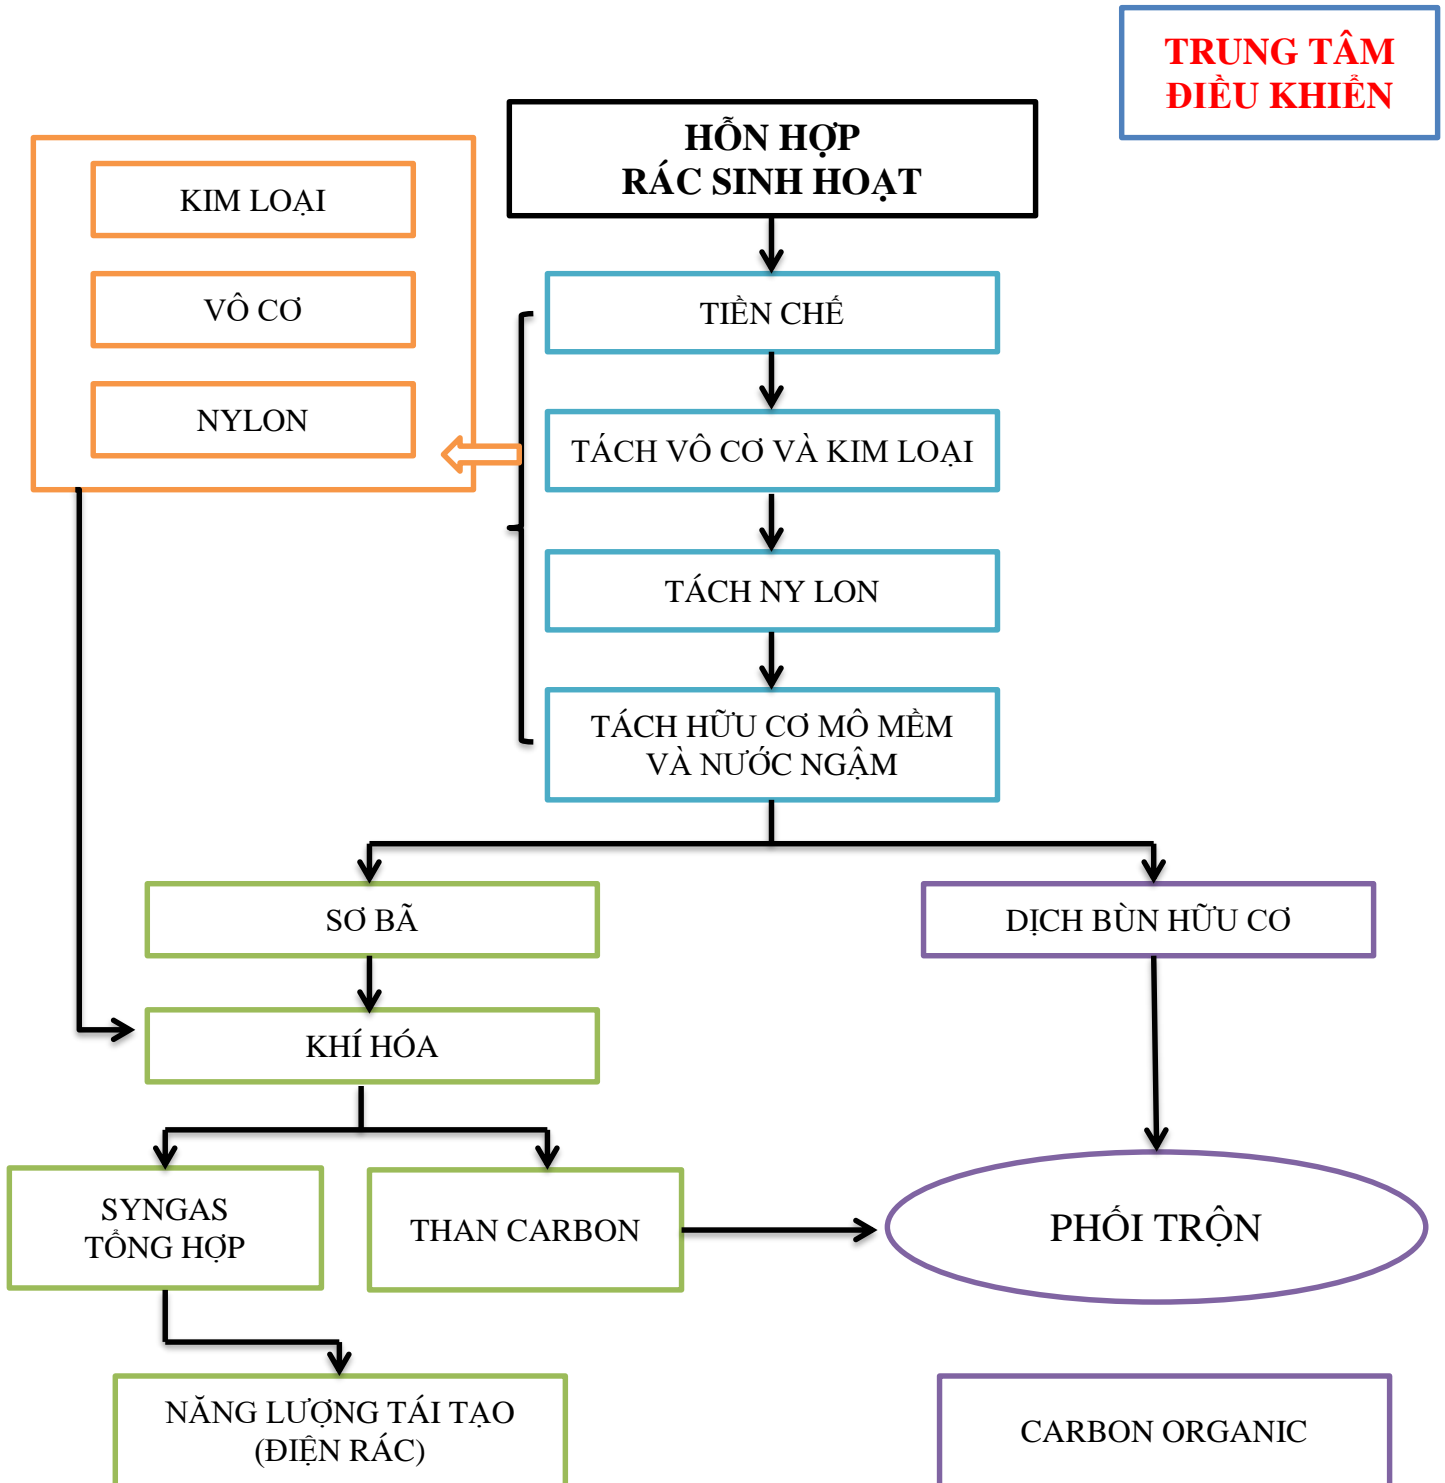 TRUNG TÂM
ĐIỀU KHIỂN
HỖN HỢP
RÁC SINH HOẠT
KIM LOẠI
VÔ CƠ
NYLON
TIỀN CHẾ
TÁCH VÔ CƠ VÀ KIM LOẠI
TÁCH NY LON
TÁCH HỮU CƠ MÔ MỀM
VÀ NƯỚC NGẬM
SƠ BÃ
DỊCH BÙN HỮU CƠ
KHÍ HÓA
SYNGAS
TỔNG HỢP
THAN CARBON
PHỐI TRỘN
NĂNG LƯỢNG TÁI TẠO
(ĐIỆN RÁC)
CARBON ORGANIC